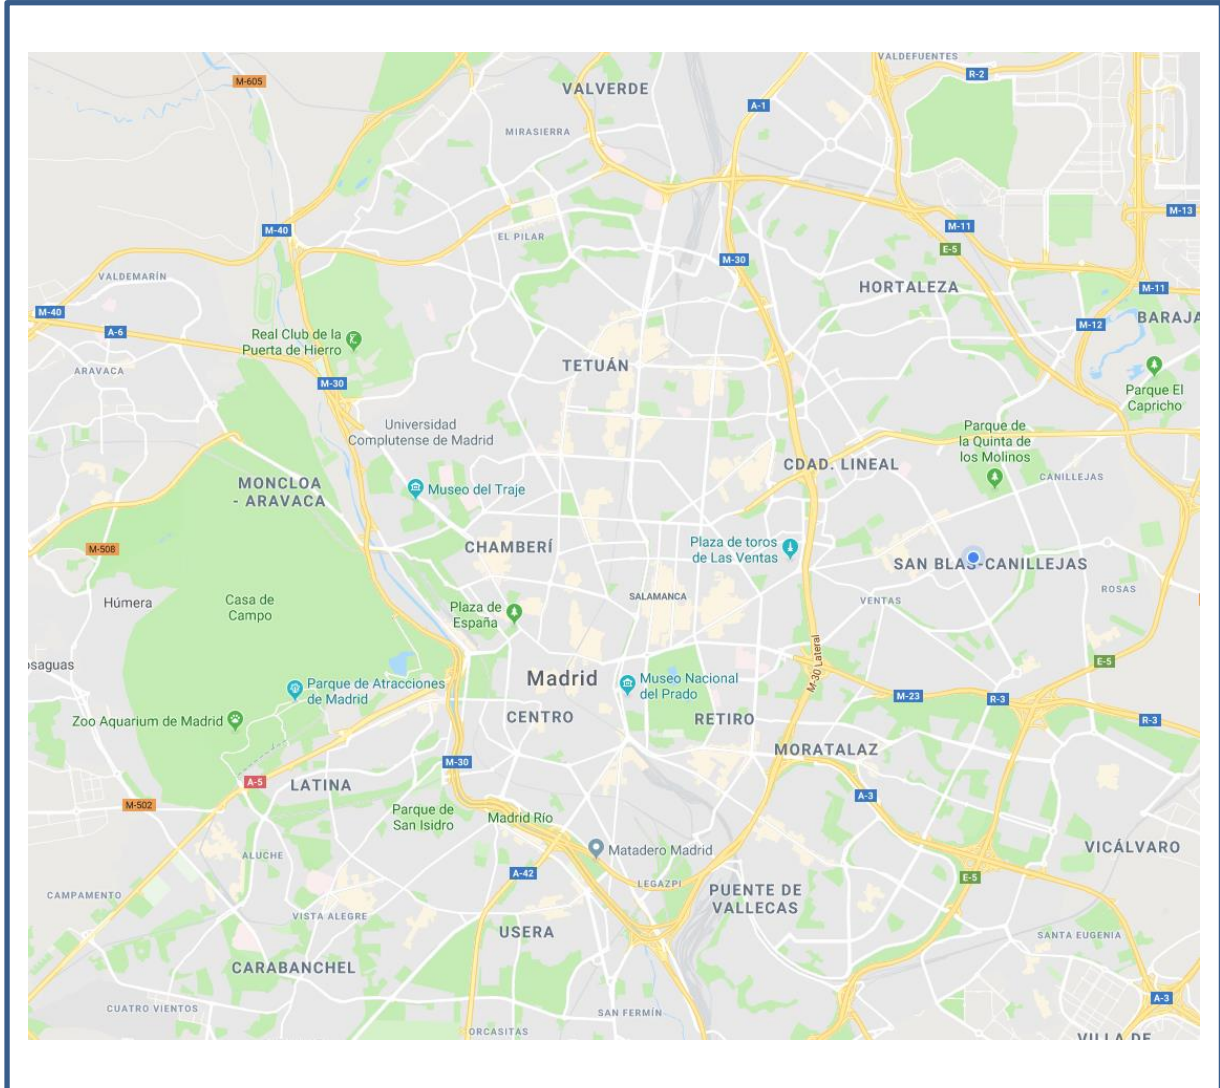 VALDEFUENTES
R-2
M-605
VALVERDE
A-1
MIRASIERRA
M-13
M-40
M-11
EL PILAR
E-5
M-30
VALDEMARÍN
HORTALEZA
M-11
M-40
BARAJA
A-6
M-12
Real Club de la
Puerta de Hierro
TETUÁN
ARAVACA
M-30
Parque El
Capricho
Universidad
Complutense de Madrid
Parque de
la Quinta de
los Molinos
CDAD. LINEAL
MONCLOA
- ARAVACA
Museo del Traje
CANILLEJAS
M-508
CHAMBERÍ
Plaza de toros
de Las Ventas
SAN BLAS-CANILLEJAS
ROSAS
Húmera
Casa de
Campo
Plaza de
España
SALAMANCA
VENTAS
osaguas
Madrid
M-30 Lateral
E-5
Parque de Atracciones
de Madrid
Museo Nacional
del Prado
M-23
R-3
Zoo Aquarium de Madrid
CENTRO
RETIRO
R-3
MORATALAZ
M-30
A-5
LATINA
M-502
A-3
Parque de
San Isidro
Madrid Río
ALUCHE
Matadero Madrid
VICÁLVARO
A-42
LEGAZPI
E-5
CAMPAMENTO
PUENTE DE
VALLECAS
VISTA ALEGRE
USERA
SANTA EUGENIA
CARABANCHEL
A-3
CUATRO VIENTOS
SAN FERMÍN
ORCASITAS
VILLA DE